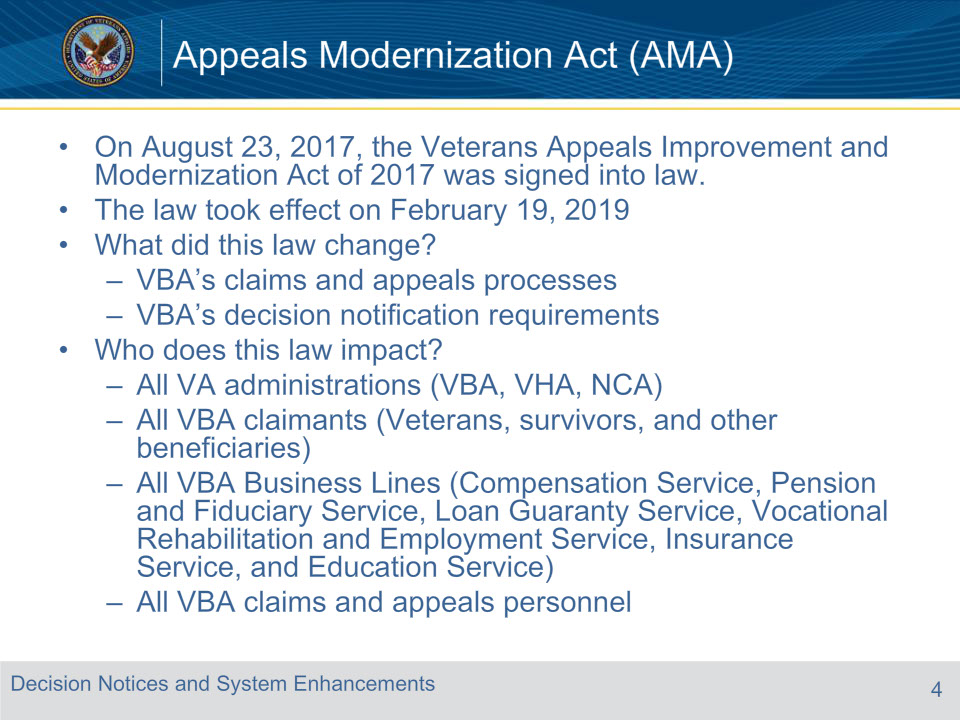 Appeals Modernization Act (AMA)
• On August 23, 2017, the Veterans Appeals Improvement and
Modernization Act of 2017 was signed into law.
• The law took effect on February 19, 2019
• What did this law change?
– VBA’s claims and appeals processes
– VBA’s decision notification requirements
• Who does this law impact?
– All VA administrations (VBA, VHA, NCA)
– All VBA claimants (Veterans, survivors, and other
beneficiaries)
– All VBA Business Lines (Compensation Service, Pension
and Fiduciary Service, Loan Guaranty Service, Vocational
Rehabilitation and Employment Service, Insurance
Service, and Education Service)
– All VBA claims and appeals personnel
Decision Notices and System Enhancements
4